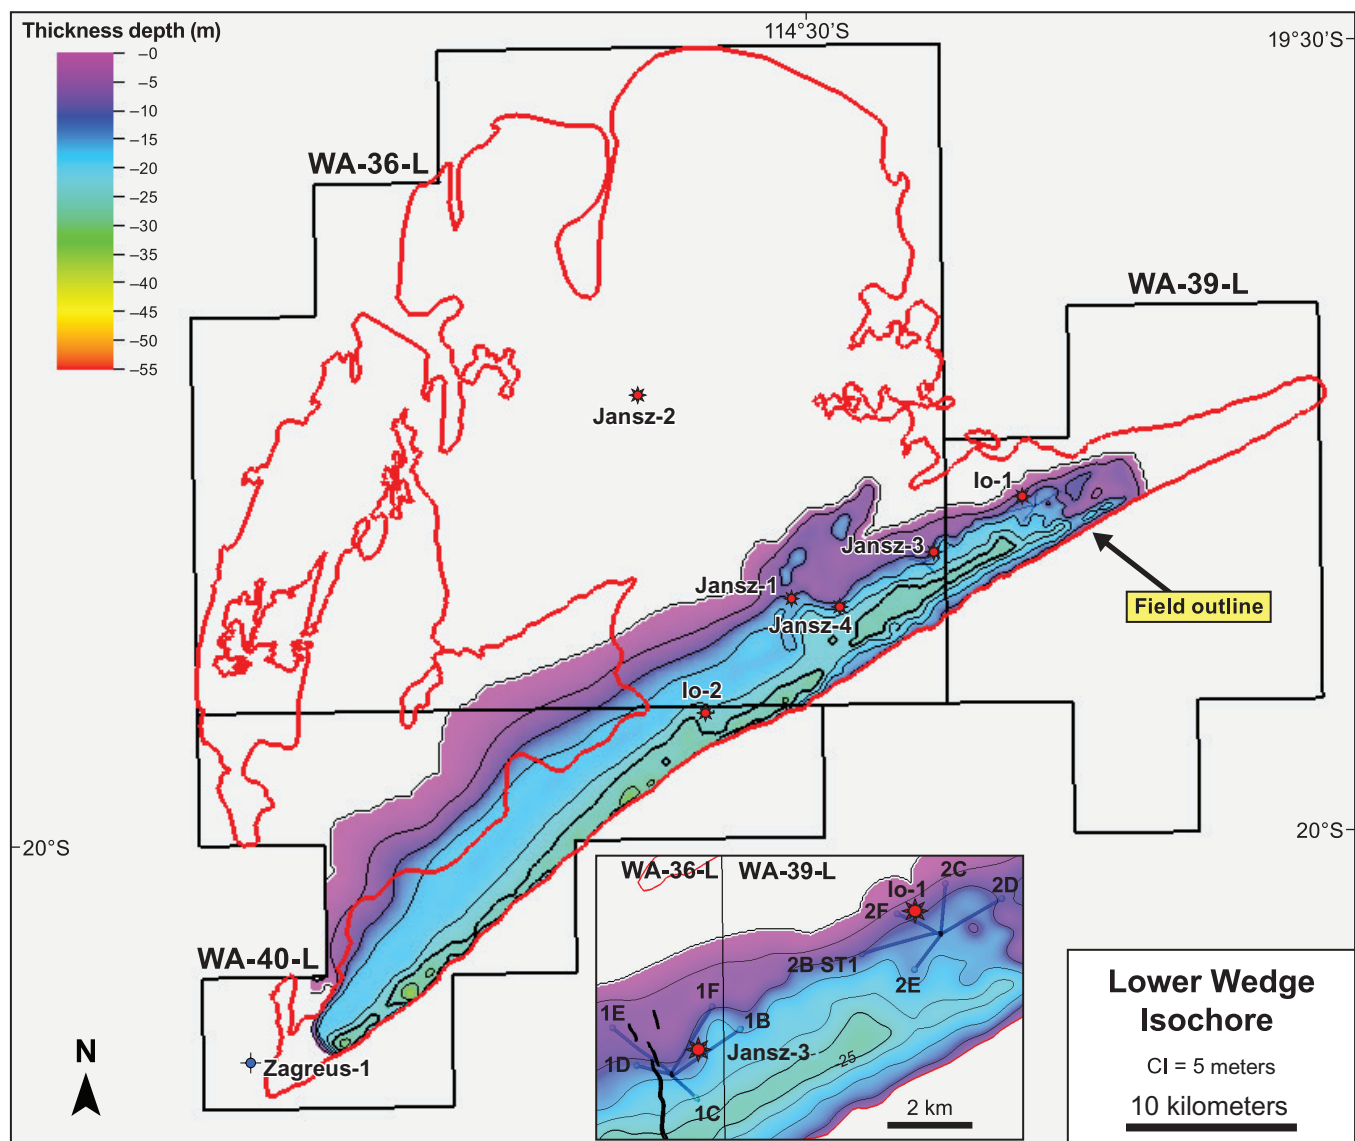 Thickness depth (m)
–0
–5
–10
–15
–20
–25
–30
–35
–40
–45
–50
–55
114°30'S
19°30'S
WA-36-L
WA-39-L
Jansz-2
Io-1
Jansz-3
Jansz-1
Jansz-4
Field outline
Io-2
20°S
20°S
WA-40-L
Zagreus-1
N
WA-36-L
WA-39-L
2C
Io-1
2D
2F
2B ST1
2E
1F
1E
1B
Jansz-3
1D
25
1C
2 km
Lower Wedge
Isochore
CI = 5 meters
10 kilometers